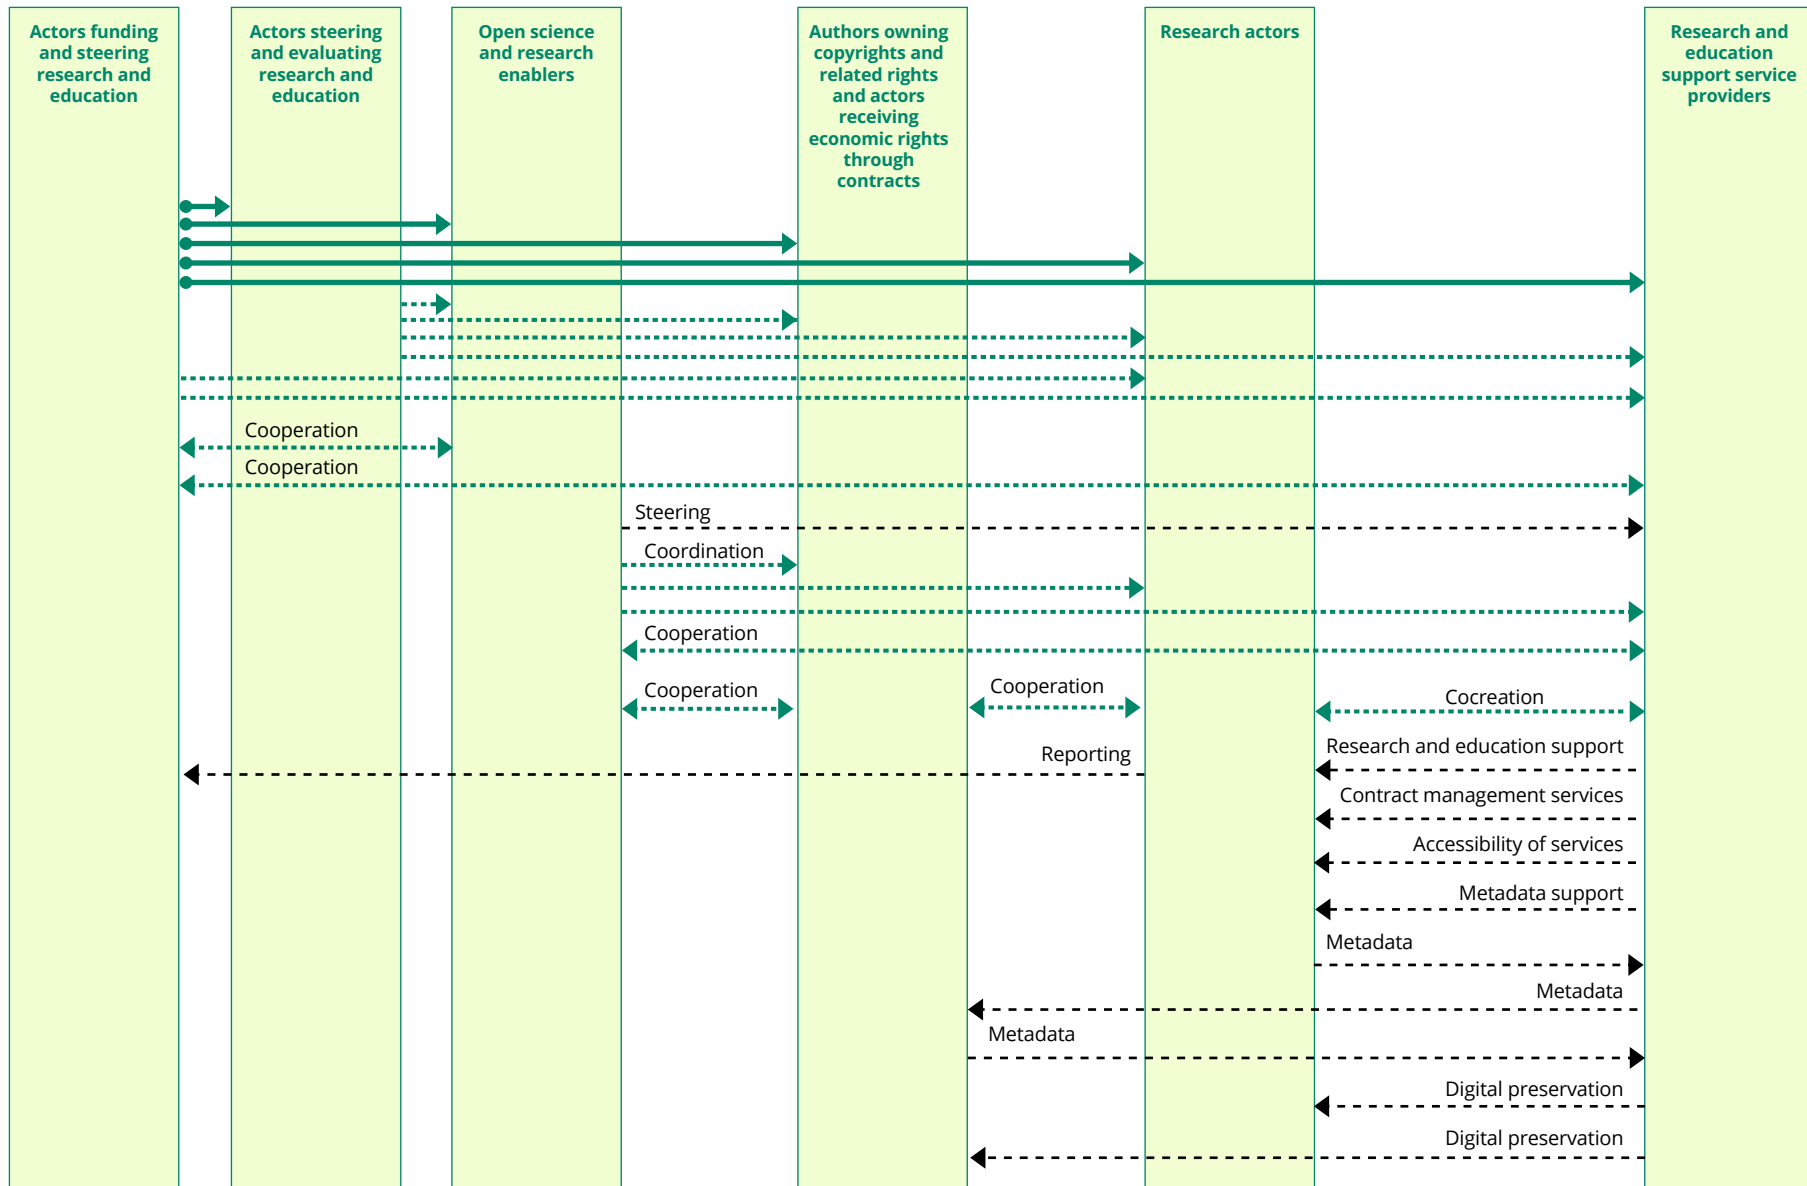 Actors funding
and steering
research and
education
Actors steering
and evaluating
research and
education
Open science
and research
enablers
Authors owning
copyrights and
related rights
and actors
receiving
economic rights
through
contracts
Research actors
Research and
education
support service
providers
Cooperation
Cooperation
Steering
Coordination
Cooperation
Cooperation
Cooperation
Cocreation
Reporting
Research and education support
Contract management services
Accessibility of services
Metadata support
Metadata
Metadata
Metadata
Digital preservation
Digital preservation